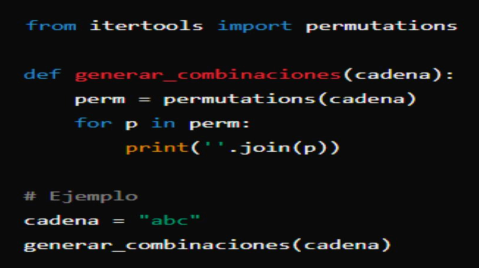 from itertools import permutations
def generar_combinaciones(cadena):
    perm = permutations(cadena)
    for p in perm:
        print(''.join(p))
# Ejemplo
cadena = "abc"
generar_combinaciones(cadena)